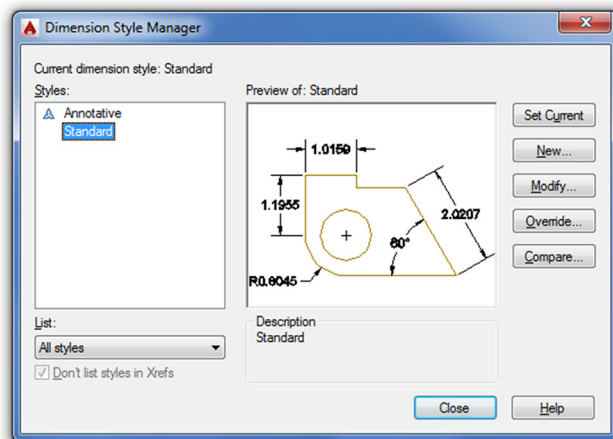 Dimension Style Manager
Current dimension style: Standard
Styles:
Annotative
Standard
Preview of: Standard
1.0159
1.1955
2.0207
60°
R0.6045
Set Current
New...
Modify...
Override...
Compare...
List:
All styles
Don't list styles in Xrefs
Description
Standard
Close
Help